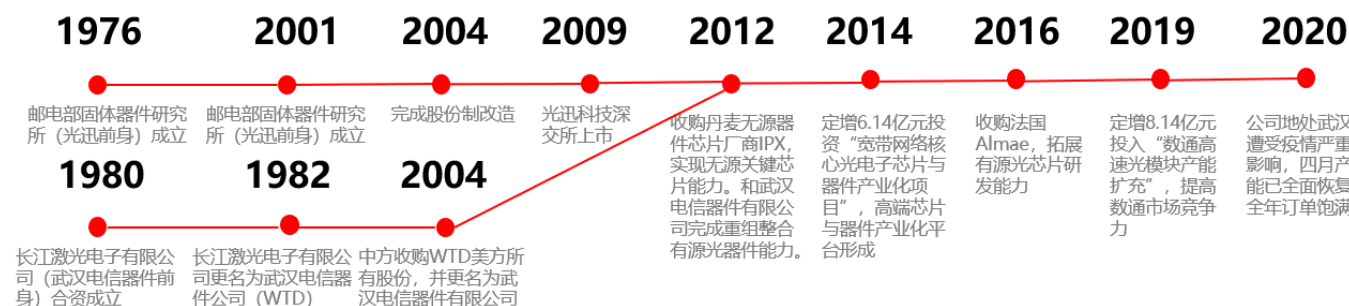 1976 2001 2004 2009 2012 2014 2016 2019 2020
邮电部固体器件研究
所（光迅前身）成立
邮电部固体器件研究
所（光迅前身）成立
完成股份制改造
光迅科技深
交所上市
收购丹麦无源器
件芯片厂商IPX，
实现无源关键芯
片能力。和武汉
电信器件有限公
司完成重组整合
有源光器件能力。
定增6.14亿元投
资“宽带网络核
心光电子芯片与
器件产业化项
目”，高端芯片
与器件产业化平
台形成
收购法国
Almae，拓展
有源光芯片研
发能力
定增8.14亿元
投入“数通高
速光模块产能
扩充”，提高
数通市场竞争
力
公司地处武汉
遭受疫情严重
影响，四月产
能已全面恢复
全年订单饱满
1980 1982 2004
长江激光电子有限公
司（武汉电信器件前
身）合资成立
长江激光电子有限公
司更名为武汉电信器
件公司（WTD）
中方收购WTD美方所
有股份，并更名为武
汉电信器件有限公司